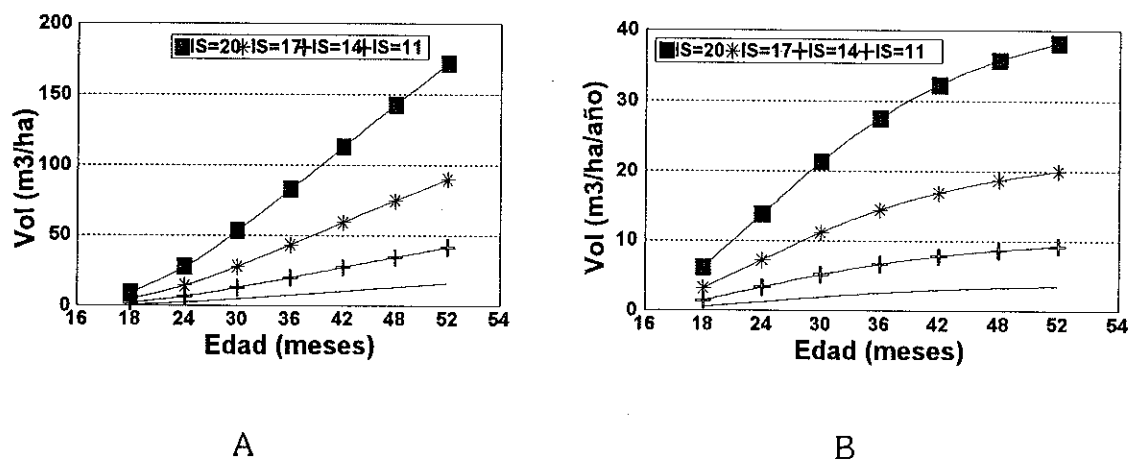 200
150
100
50
0
■IS=20✳IS=17+IS=14+IS=11
16 18 24 30 36 42 48 52 54
Vol (m3/ha)
Edad (meses)
A
40
30
20
10
0
■IS=20✳IS=17+IS=14+IS=11
16 18 24 30 36 42 48 52 54
Vol (m3/ha/año)
Edad (meses)
B